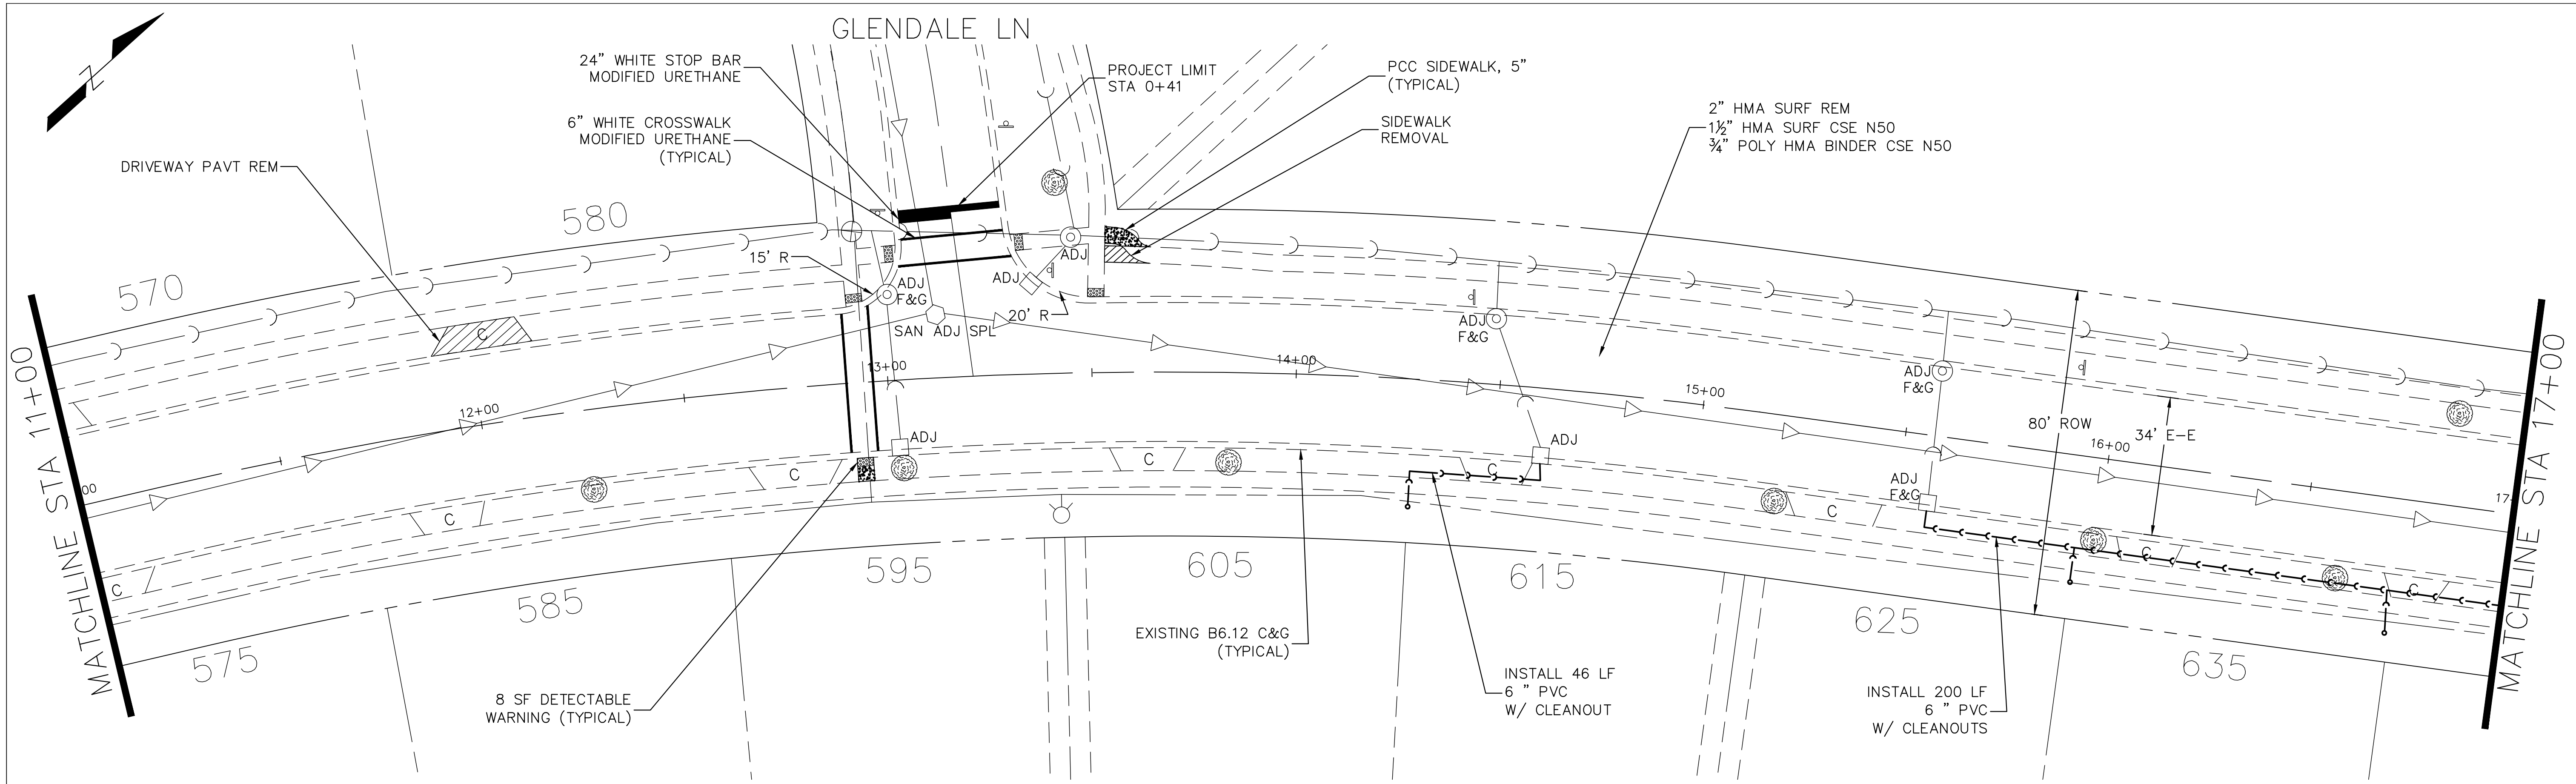 GLENDALE LN
Z
24" WHITE STOP BAR
MODIFIED URETHANE
PROJECT LIMIT
STA 0+41
PCC SIDEWALK, 5"
(TYPICAL)
2" HMA SURF REM
1½" HMA SURF CSE N50
¾" POLY HMA BINDER CSE N50
6" WHITE CROSSWALK
MODIFIED URETHANE
(TYPICAL)
SIDEWALK
REMOVAL
DRIVEWAY PAVT REM
580
570
15' R
ADJ
F&G
ADJ
ADJ
20' R
SAN ADJ SPL
C
ADJ
F&G
ADJ
F&G
MATCHLINE STA 11+00
MATCHLINE STA 17+00
00
12+00
13+00
14+00
15+00
16+00
17
80' ROW
34' E-E
ADJ
ADJ
ADJ
F&G
C
C
C
C
C
C
C
C
575
585
595
605
615
625
635
EXISTING B6.12 C&G
(TYPICAL)
8 SF DETECTABLE
WARNING (TYPICAL)
INSTALL 46 LF
6 " PVC
W/ CLEANOUT
INSTALL 200 LF
6 " PVC
W/ CLEANOUTS